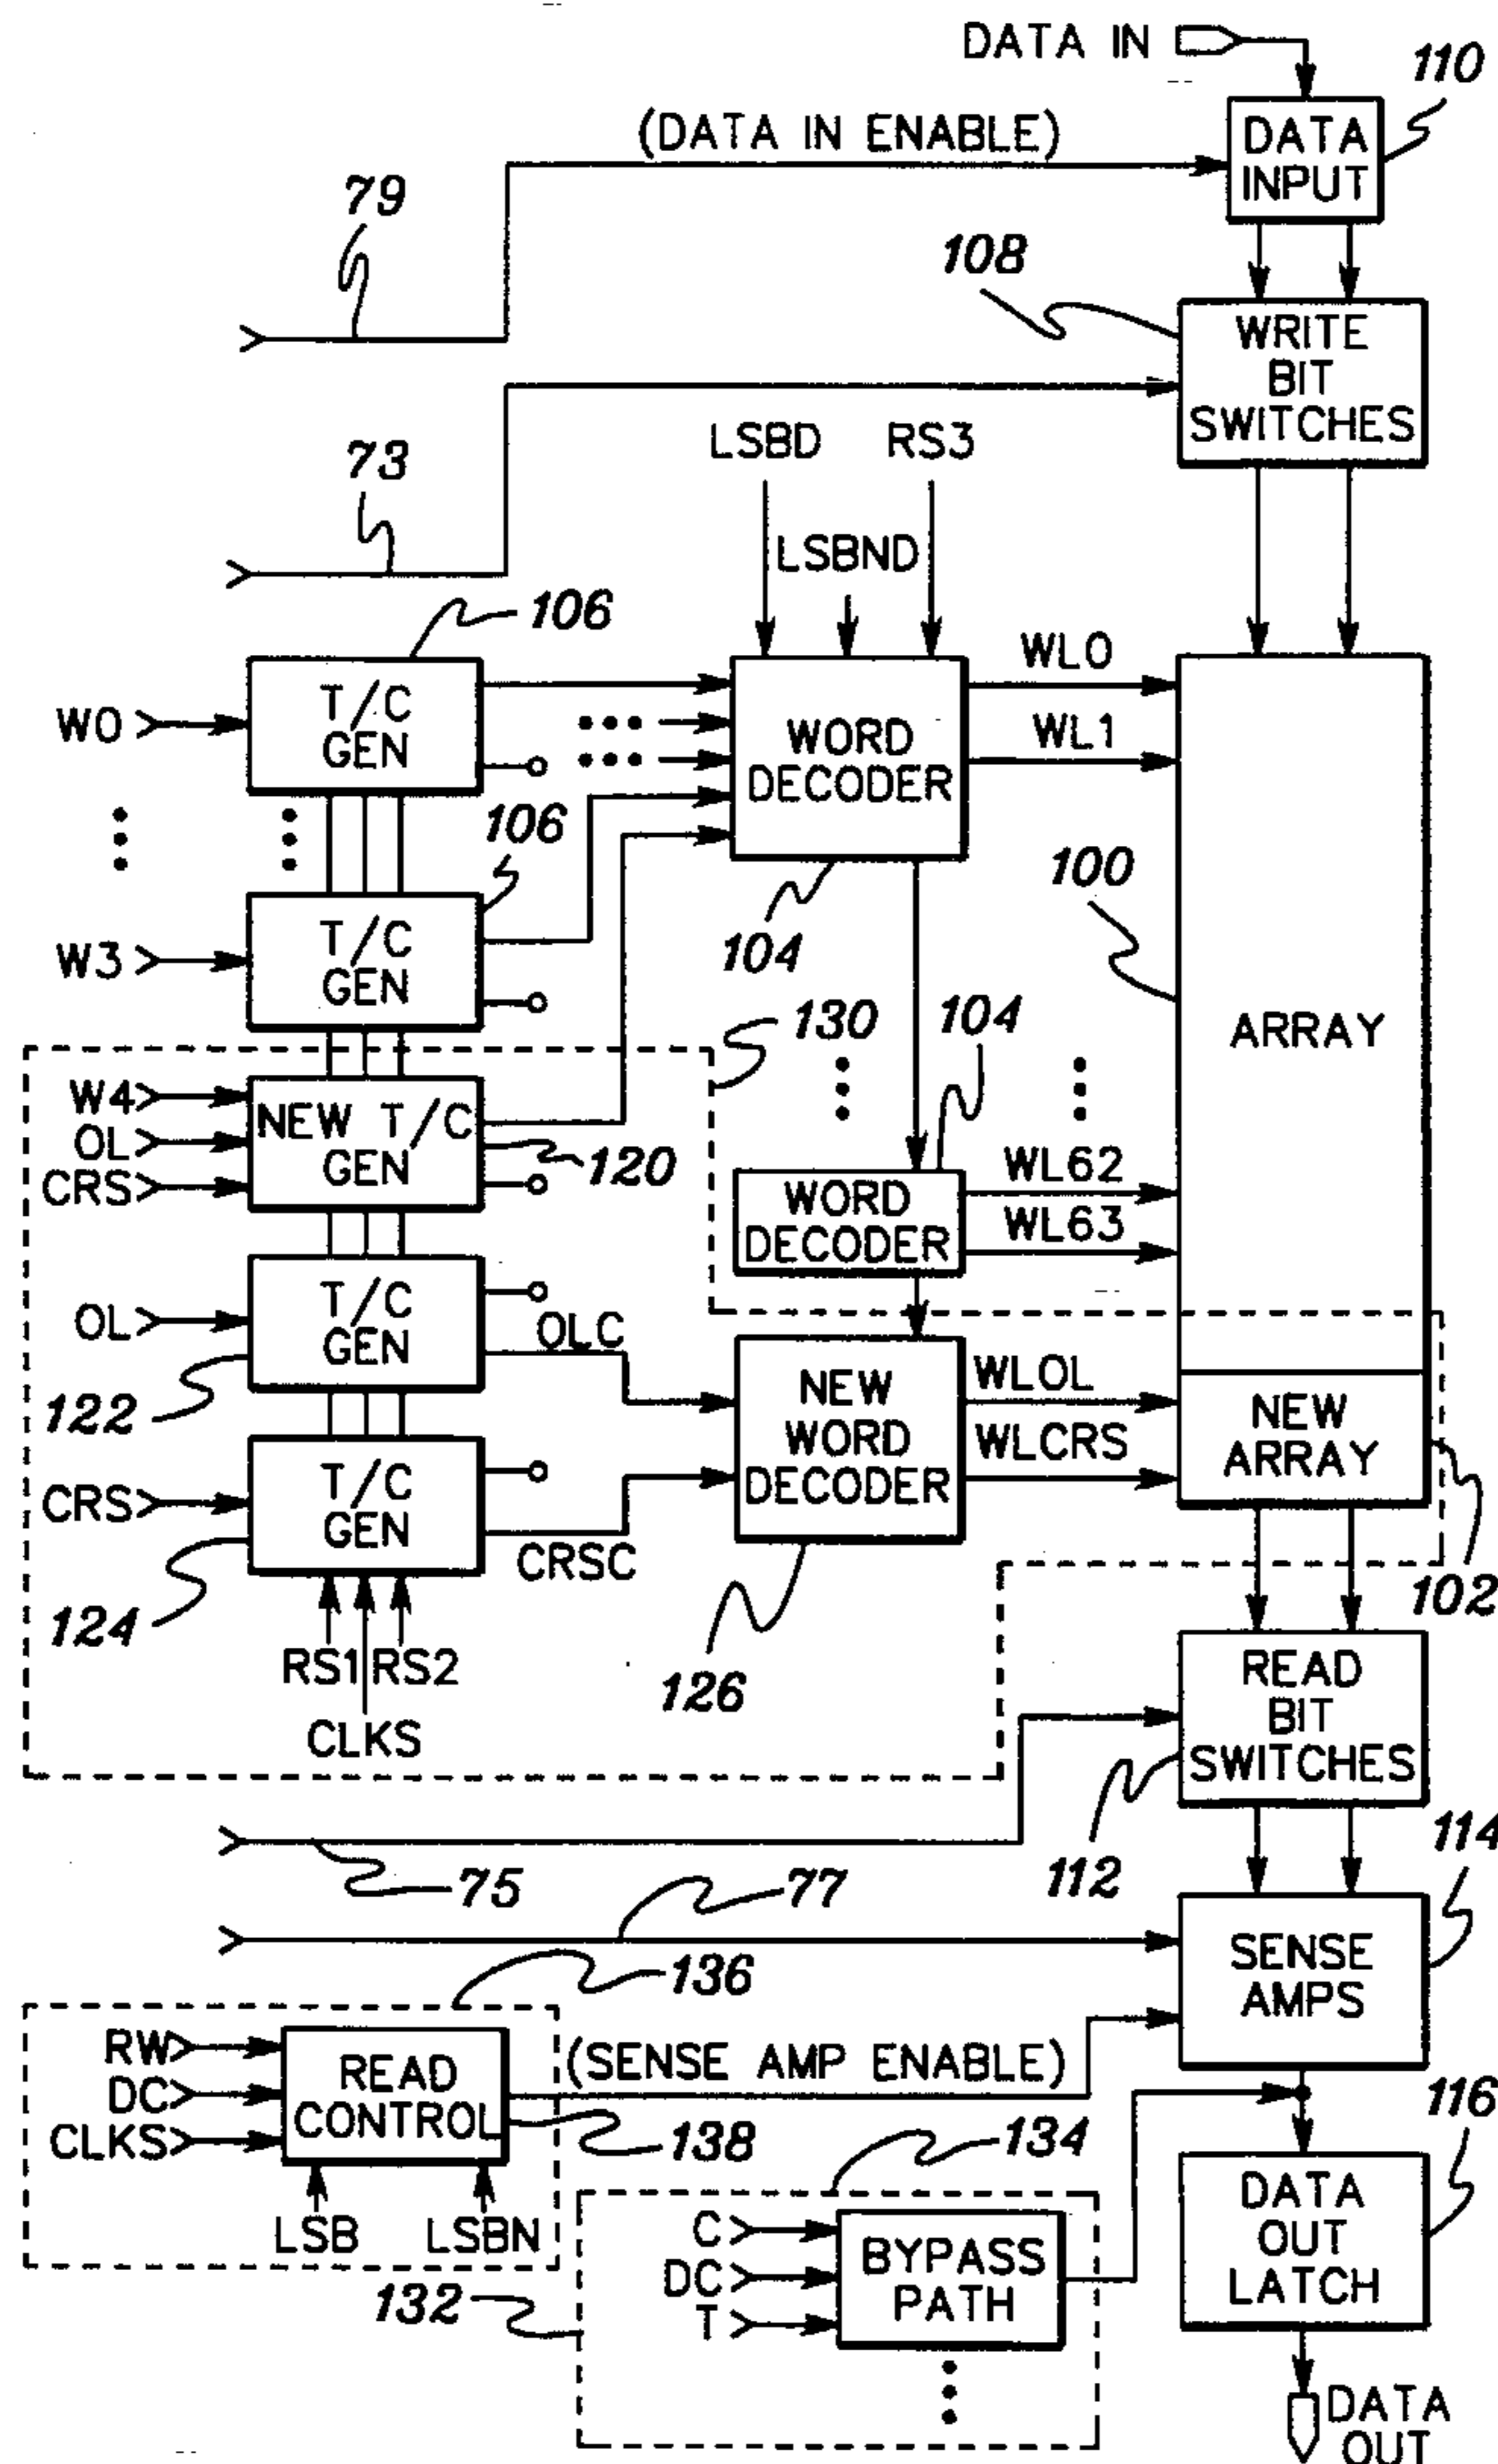 DATA IN
110
(DATA IN ENABLE)
DATA
INPUT
79
108
WRITE
BIT
SWITCHES
73
LSBD
RS3
LSBND
106
W0
T/C
GEN
WORD
DECODER
WL0
WL1
106
100
W3
T/C
GEN
104
130
104
ARRAY
W4
OL
CRS
NEW T/C
GEN
120
WORD
DECODER
WL62
WL63
OL
T/C
GEN
OLC
122
NEW
WORD
DECODER
WLOL
WLCRS
NEW
ARRAY
CRS
T/C
GEN
CRSC
102
124
RS1
RS2
CLKS
126
READ
BIT
SWITCHES
75
77
112
114
SENSE
AMPS
136
RW
DC
CLKS
READ
CONTROL
(SENSE AMP ENABLE)
138
134
116
LSB
LSBN
132
C
DC
T
BYPASS
PATH
DATA
OUT
LATCH
DATA
OUT